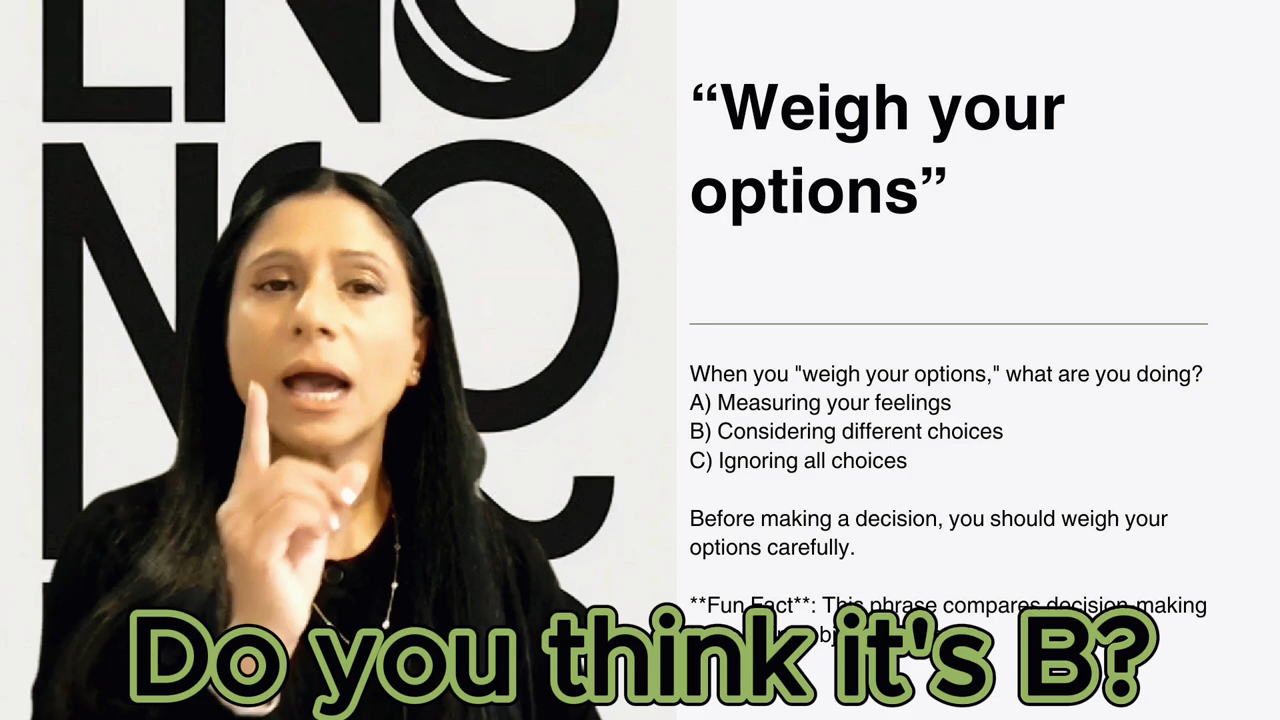 “Weigh your
options”
When you "weigh your options," what are you doing?
A) Measuring your feelings
B) Considering different choices
C) Ignoring all choices
Before making a decision, you should weigh your
options carefully.
**Fun Fact**: This phrase compares decision-making
Do you think it's B?